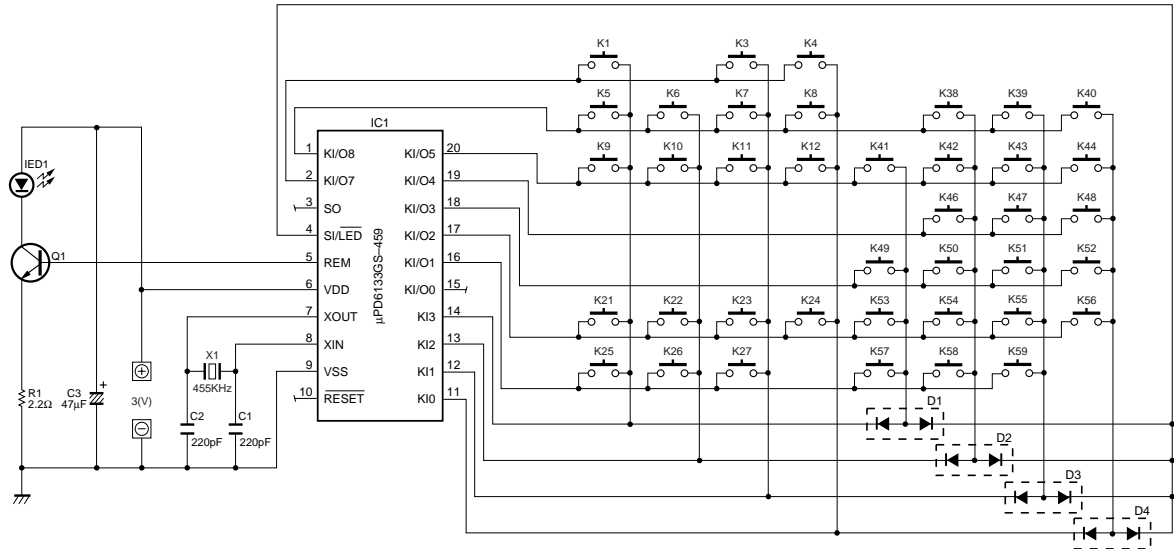 K1 K3 K4
K5 K6 K7 K8 K38 K39 K40
IC1
1 KI/O8 KI/O5 20
K9 K10 K11 K12 K41 K42 K43 K44
IED1
2 KI/O7 KI/O4 19
3 SO KI/O3 18
K46 K47 K48
4 SI/LED KI/O2 17
Q1
5 REM KI/O1 16
K49 K50 K51 K52
6 VDD KI/O0 15
µPD6133GS–459
7 XOUT KI3 14
K21 K22 K23 K24 K53 K54 K55 K56
8 XIN KI2 13
X1
455KHz
9 VSS KI1 12
K25 K26 K27 K57 K58 K59
10 RESET KI0 11
R1
2.2Ω
C3 +
47µF
+
3(V)
−
C2
220pF
C1
220pF
D1
D2
D3
D4